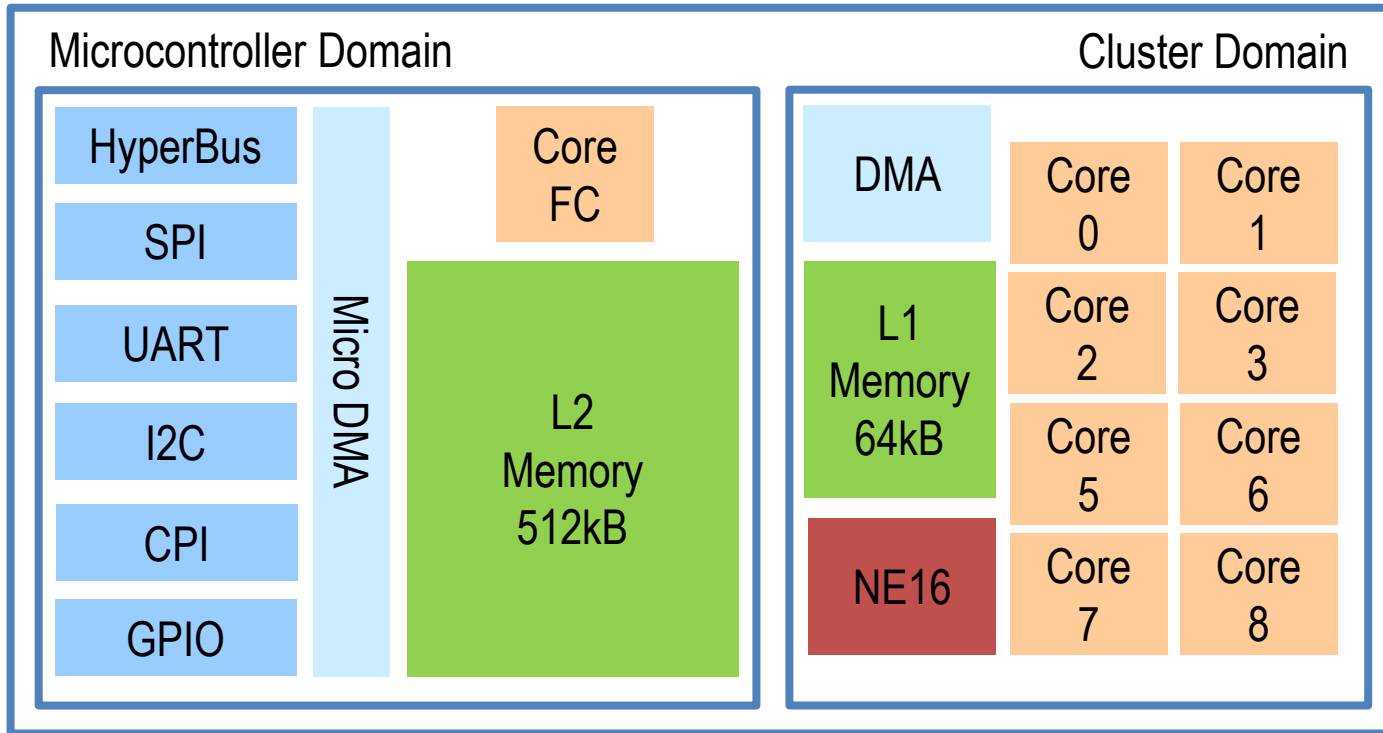 Microcontroller Domain
HyperBus
SPI
UART
I2C
CPI
GPIO
Micro DMA
Core
FC
L2
Memory
512kB
Cluster Domain
DMA
L1
Memory
64kB
NE16
Core
0
Core
1
Core
2
Core
3
Core
5
Core
6
Core
7
Core
8